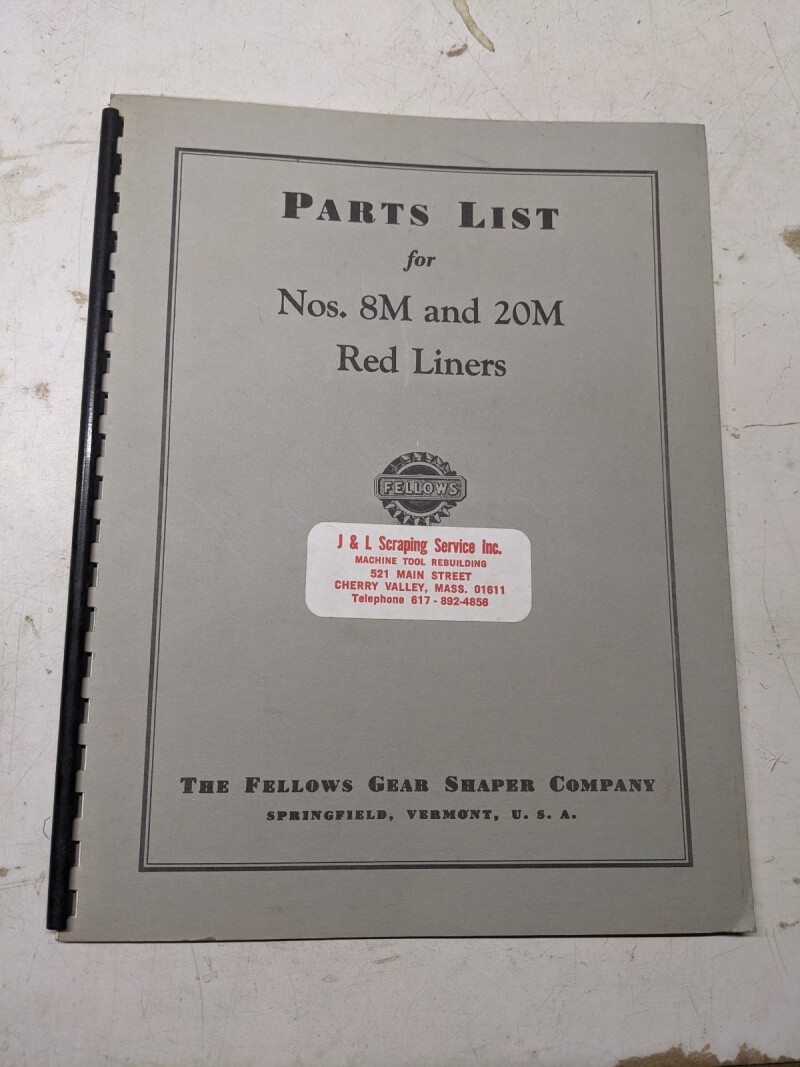 PARTS LIST
for
Nos. 8M and 20M
Red Liners
FELLOWS
J & L Scraping Service Inc.
MACHINE TOOL REBUILDING
521 MAIN STREET
CHERRY VALLEY, MASS. 01611
Telephone 617 - 892-4856
THE FELLOWS GEAR SHAPER COMPANY
SPRINGFIELD, VERMONT, U. S. A.